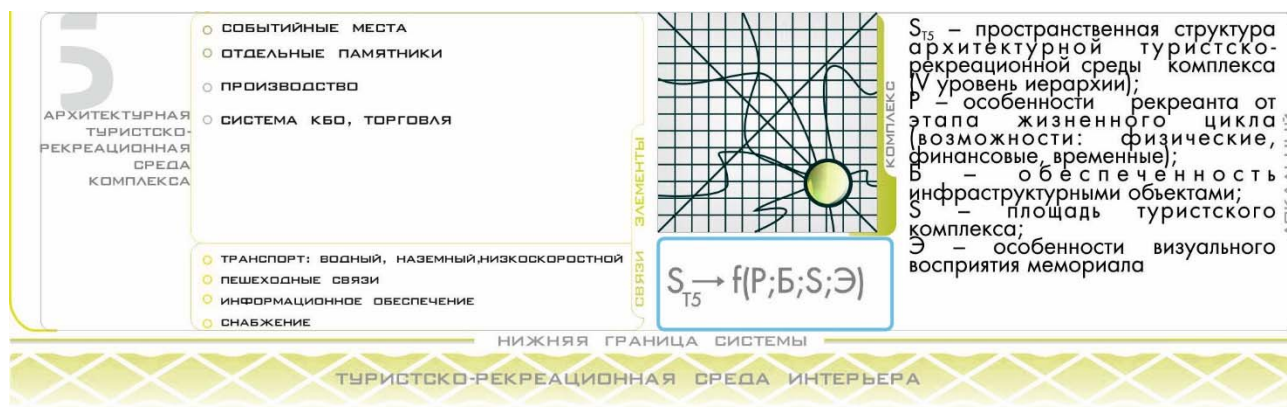 5
АРХИТЕКТУРНАЯ
ТУРИСТСКО-
РЕКРЕАЦИОННАЯ
СРЕДА
КОМПЛЕКСА
СОБЫТИЙНЫЕ МЕСТА
ОТДЕЛЬНЫЕ ПАМЯТНИКИ
ПРОИЗВОДСТВО
СИСТЕМА КБО, ТОРГОВЛЯ
ЭЛЕМЕНТЫ
ТРАНСПОРТ: ВОДНЫЙ, НАЗЕМНЫЙ,НИЗКОСКОРОСТНОЙ
ПЕШЕХОДНЫЕ СВЯЗИ
ИНФОРМАЦИОННОЕ ОБЕСПЕЧЕНИЕ
СНАБЖЕНИЕ
СВЯЗИ
КОМПЛЕКС
S_T5 → f(Р;Б;S;Э)
S_T5 – пространственная структура
архитектурной туристско-
рекреационной среды комплекса
(V уровень иерархии);
Р – особенности рекреанта от
этапа жизненного цикла
(возможности: физические,
финансовые, временные);
Б – обеспеченность
инфраструктурными объектами;
S – площадь туристского
комплекса;
Э – особенности визуального
восприятия мемориала
НИЖНЯЯ ГРАНИЦА СИСТЕМЫ
ТУРИСТСКО-РЕКРЕАЦИОННАЯ СРЕДА ИНТЕРЬЕРА